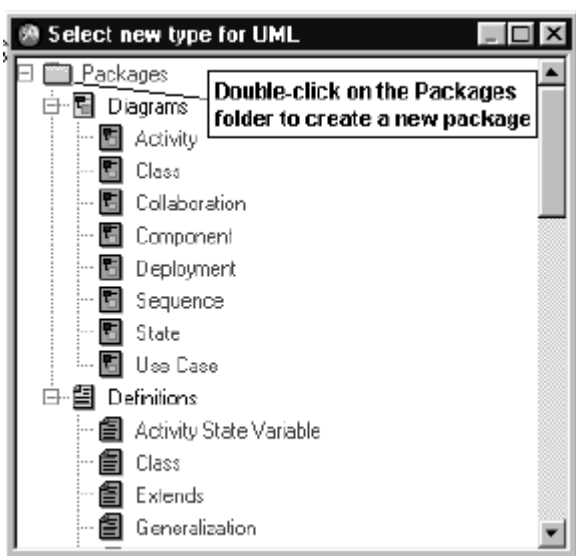 Select new type for UML
Packages
Double-click on the Packages
folder to create a new package
Diagrams
Activity
Class
Collaboration
Component
Deployment
Sequence
State
Use Case
Definitions
Activity State Variable
Class
Extends
Generalization